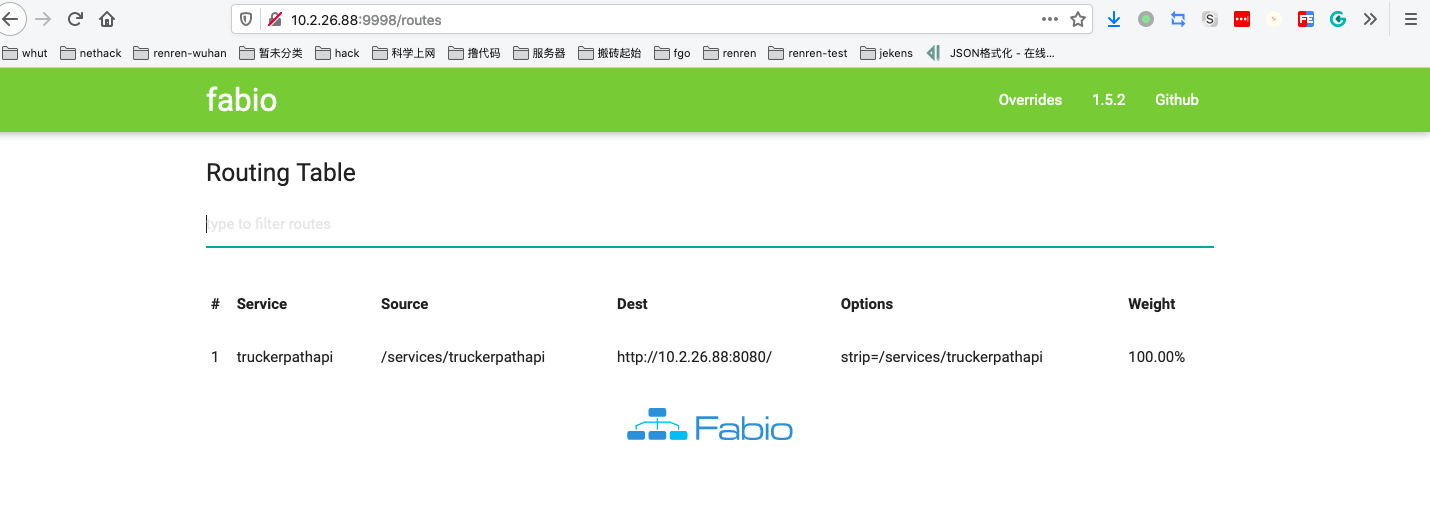 10.2.26.88:9998/routes
S
FE
whut nethack renren-wuhan 暂未分类 hack 科学上网 撸代码 服务器 搬砖起始 fgo renren renren-test jekens JSON格式化 - 在线...
fabio Overrides 1.5.2 Github
Routing Table
type to filter routes
# Service Source Dest Options Weight
1 truckerpathapi /services/truckerpathapi http://10.2.26.88:8080/ strip=/services/truckerpathapi 100.00%
Fabio